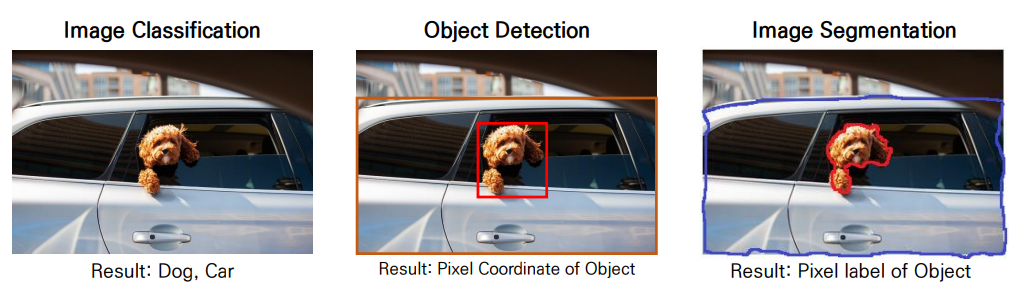 Image Classification
Object Detection
Image Segmentation
Result: Dog, Car
Result: Pixel Coordinate of Object
Result: Pixel label of Object